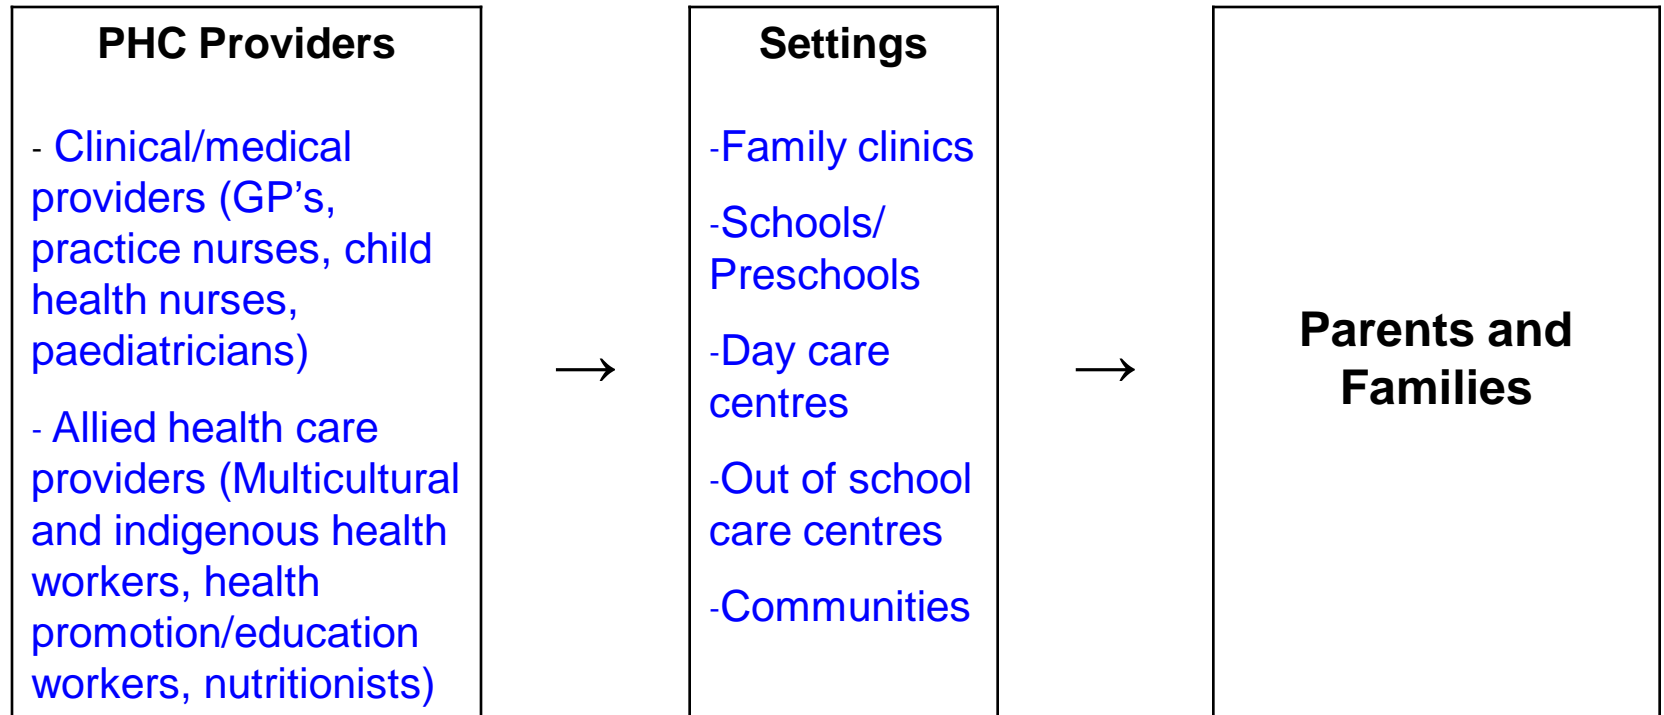 PHC Providers
- Clinical/medical
providers (GP's,
practice nurses, child
health nurses,
paediatricians)
- Allied health care
providers (Multicultural
and indigenous health
workers, health
promotion/education
workers, nutritionists)
→
Settings
-Family clinics
-Schools/
Preschools
-Day care
centres
-Out of school
care centres
-Communities
→
Parents and
Families